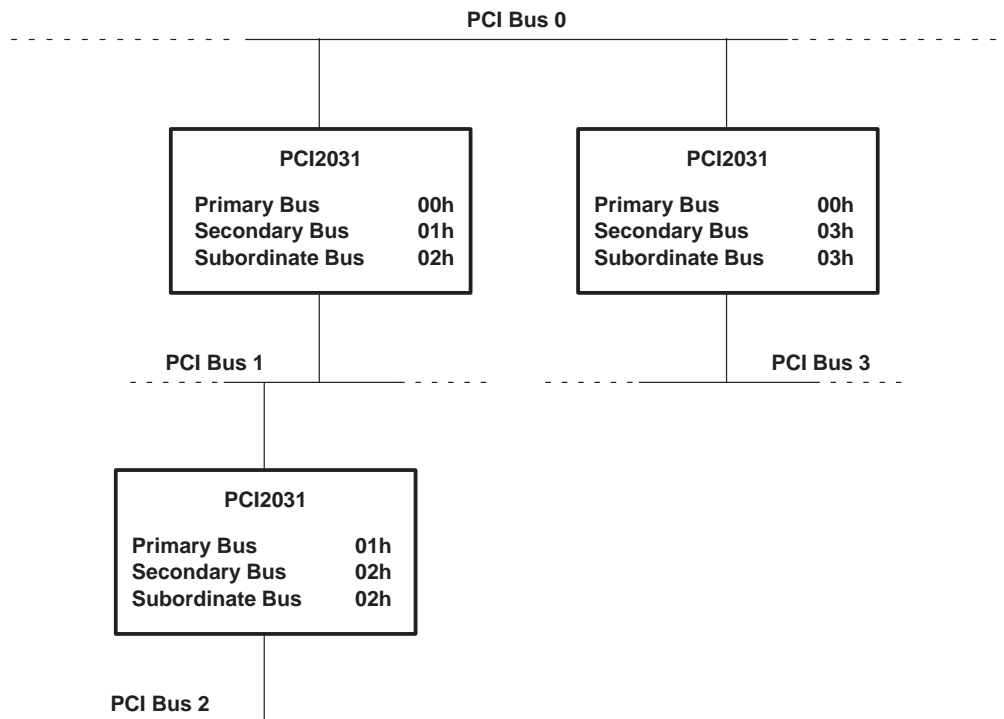 PCI Bus 0
PCI2031
Primary Bus 00h
Secondary Bus 01h
Subordinate Bus 02h
PCI2031
Primary Bus 00h
Secondary Bus 03h
Subordinate Bus 03h
PCI Bus 1
PCI Bus 3
PCI2031
Primary Bus 01h
Secondary Bus 02h
Subordinate Bus 02h
PCI Bus 2